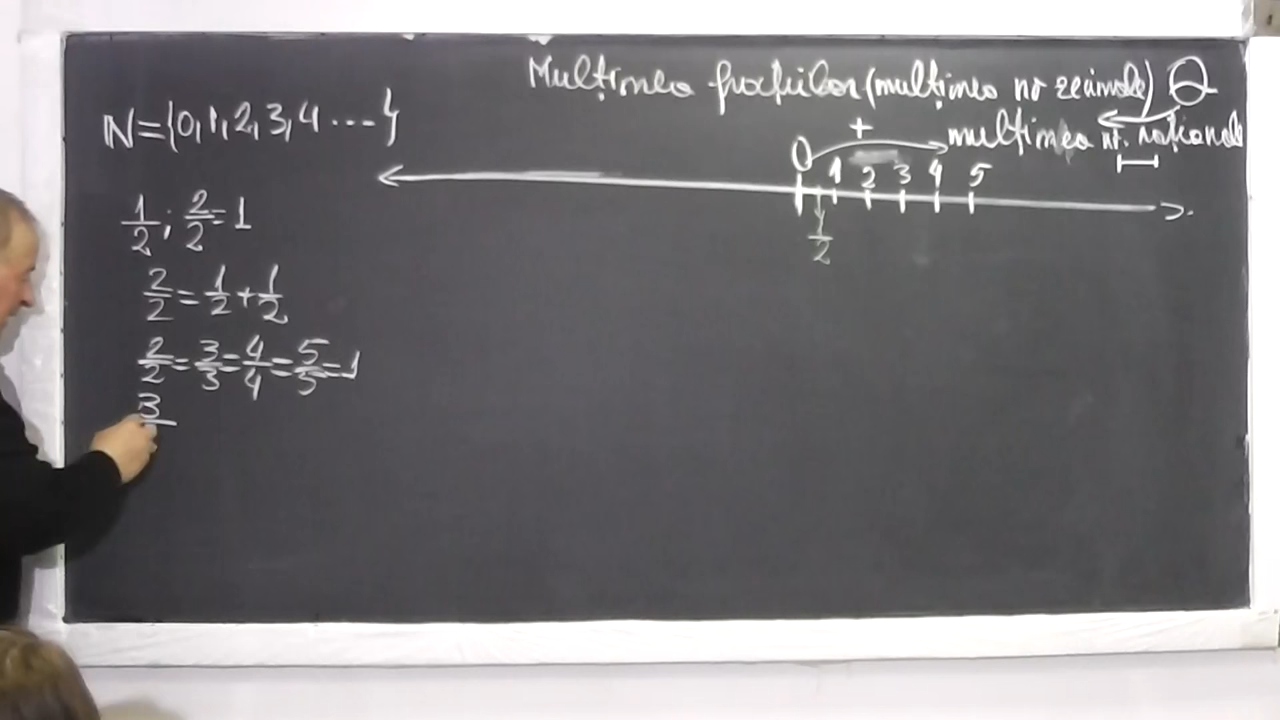 Mulțimea fracțiilor (mulțimea nr zecimale) Q
mulțimea nr. raționale
N={0,1,2,3,4....}
+
0 1 2 3 4 5
1/2
1/2 ; 2/2=1
2/2=1/2+1/2
2/2=3/3=4/4=5/5=1
3